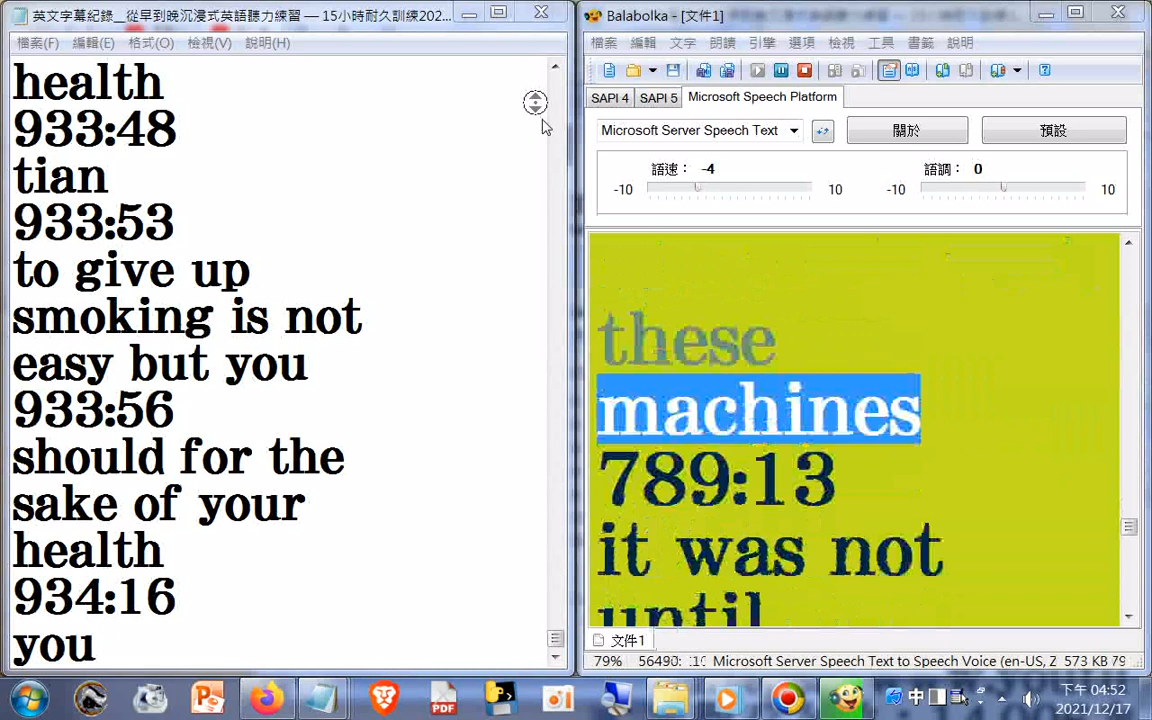 英文字幕紀錄__從早到晚沉浸式英語聽力練習 — 15小時耐久訓練202...
檔案(F) 編輯(E) 格式(O) 檢視(V) 說明(H)
health
933:48
tian
933:53
to give up
smoking is not
easy but you
933:56
should for the
sake of your
health
934:16
you
Balabolka - [文件1]
檔案 編輯 文字 朗讀 引擎 選項 檢視 工具 書籤 說明
SAPI 4 SAPI 5 Microsoft Speech Platform
Microsoft Server Speech Text 關於 預設
語速： -4 語調： 0
-10 10 -10 10
these
machines
789:13
it was not
until
文件1
79% Microsoft Server Speech Text to Speech Voice (en-US, Z 573 KB 79
PDF 中 下午 04:52
2021/12/17